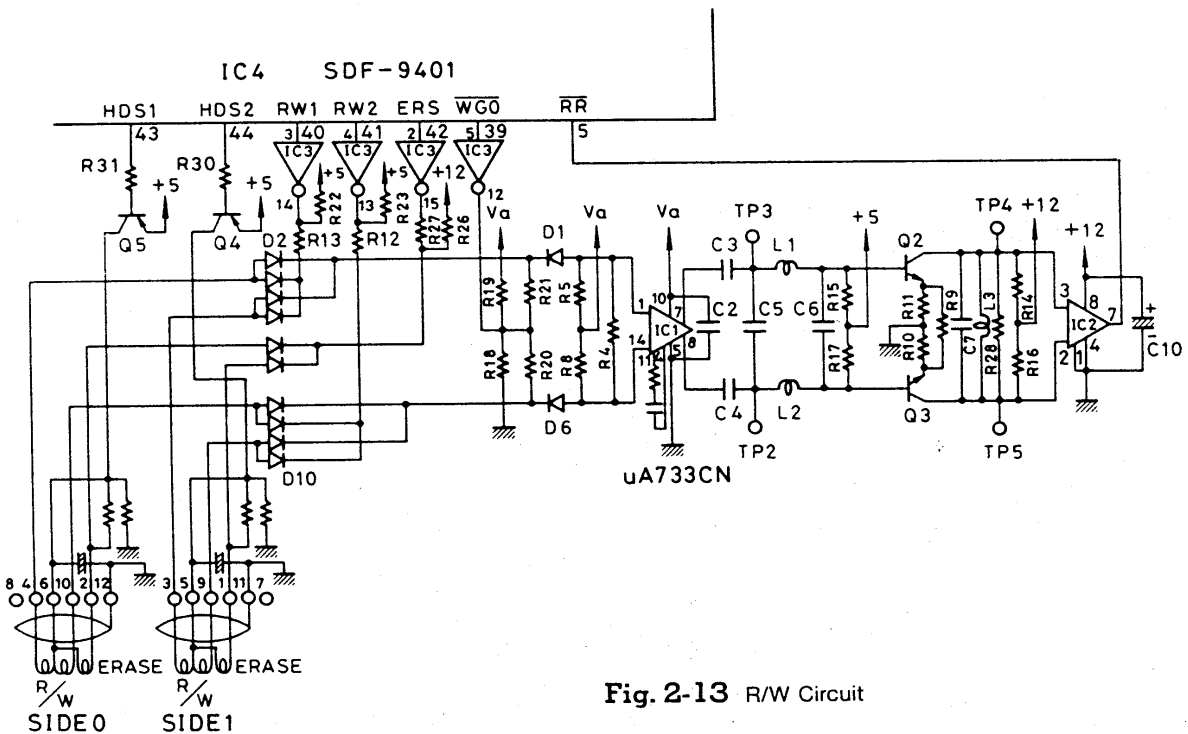 IC4 SDF-9401
HDS1 HDS2 RW1 RW2 ERS WG0 RR
43 44 3 40 4 41 2 42 5 39 5
IC3 IC3 IC3 IC3
R31 R30
+5 +5 +5 +5 +12
14 13 15 12
R22 R23 R27 R26
Q5 Q4
R13 R12
Va Va Va
TP3 +5 TP4 +12
+12
D2 D1
C3 L1 Q2
R19 R21 R5 R4
1 10 7 IC1 8 14 11 5
C2 C5 C6
R15 R17
R11 R10 R9
C7 L3 R28
R14 R16
3 8 IC2 7 2 1 4
+
C10
R18 R20 R8
D6
C4 L2 Q3
TP2 TP5
D10
uA733CN
8 4 6 10 2 12
3 5 9 1 11 7
ERASE ERASE
R/W R/W
SIDE0 SIDE1
Fig. 2-13 R/W Circuit